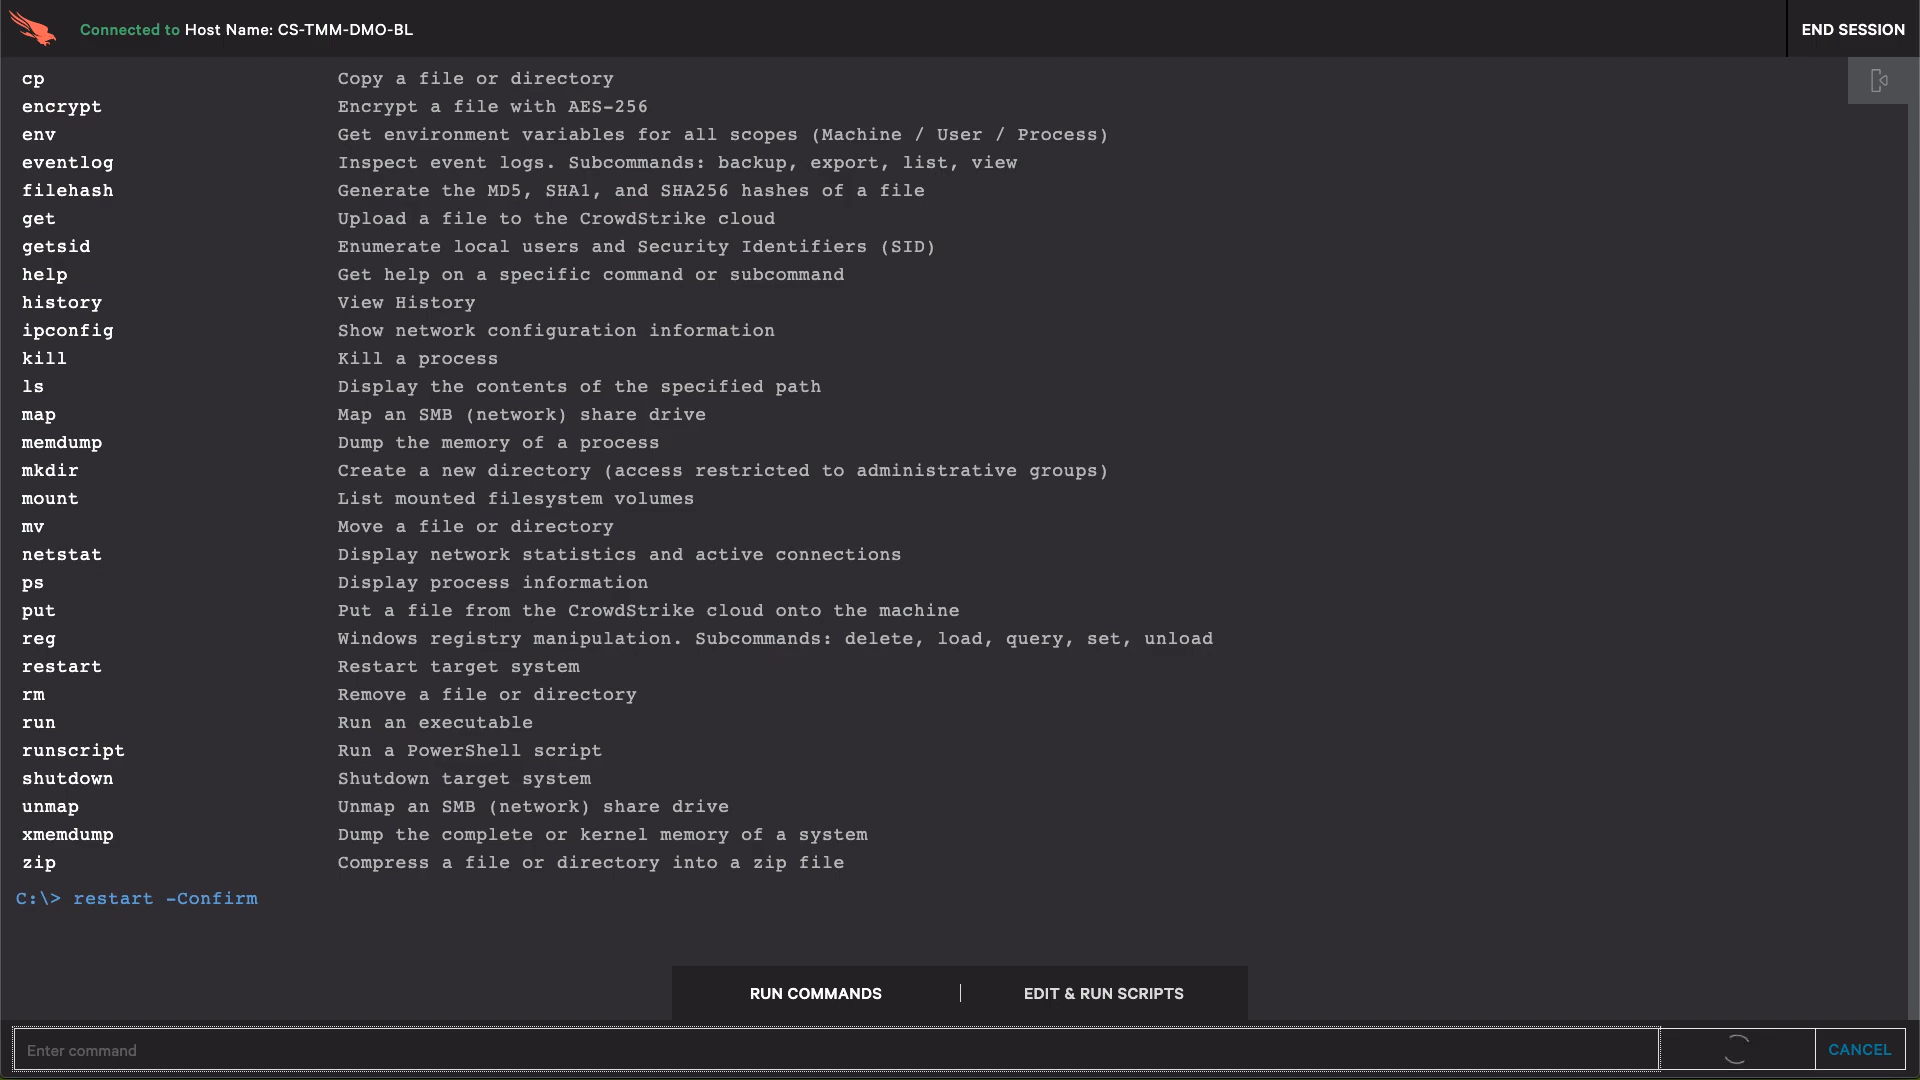 Connected to Host Name: CS-TMM-DMO-BL
END SESSION
cp Copy a file or directory
encrypt Encrypt a file with AES-256
env Get environment variables for all scopes (Machine / User / Process)
eventlog Inspect event logs. Subcommands: backup, export, list, view
filehash Generate the MD5, SHA1, and SHA256 hashes of a file
get Upload a file to the CrowdStrike cloud
getsid Enumerate local users and Security Identifiers (SID)
help Get help on a specific command or subcommand
history View History
ipconfig Show network configuration information
kill Kill a process
ls Display the contents of the specified path
map Map an SMB (network) share drive
memdump Dump the memory of a process
mkdir Create a new directory (access restricted to administrative groups)
mount List mounted filesystem volumes
mv Move a file or directory
netstat Display network statistics and active connections
ps Display process information
put Put a file from the CrowdStrike cloud onto the machine
reg Windows registry manipulation. Subcommands: delete, load, query, set, unload
restart Restart target system
rm Remove a file or directory
run Run an executable
runscript Run a PowerShell script
shutdown Shutdown target system
unmap Unmap an SMB (network) share drive
xmemdump Dump the complete or kernel memory of a system
zip Compress a file or directory into a zip file
C:\> restart -Confirm
RUN COMMANDS | EDIT & RUN SCRIPTS
Enter command
CANCEL